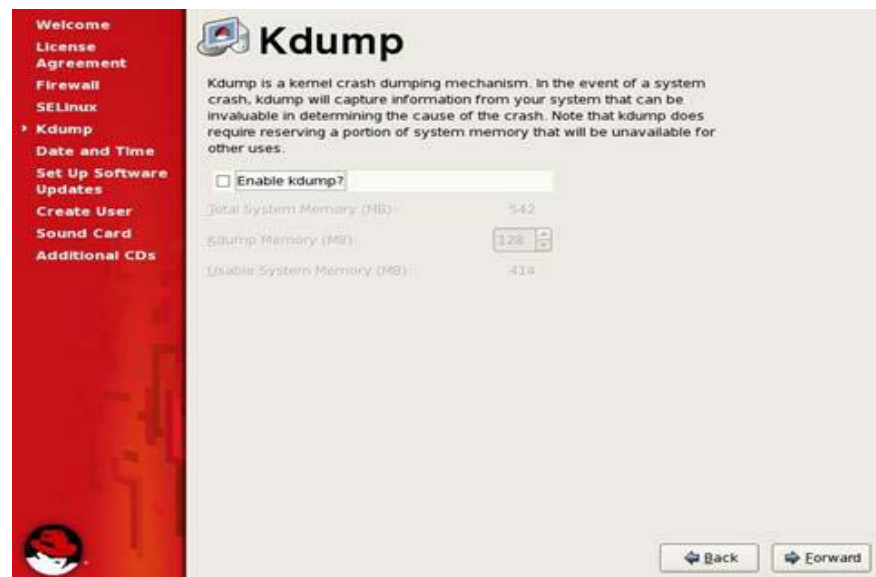 Welcome
License
Agreement
Firewall
SELinux
Kdump
Date and Time
Set Up Software
Updates
Create User
Sound Card
Additional CDs
Kdump
Kdump is a kernel crash dumping mechanism. In the event of a system
crash, kdump will capture information from your system that can be
invaluable in determining the cause of the crash. Note that kdump does
require reserving a portion of system memory that will be unavailable for
other uses.
Enable kdump?
Total System Memory (MB): 542
Kdump Memory (MB): 128
Usable System Memory (MB): 414
Back Forward